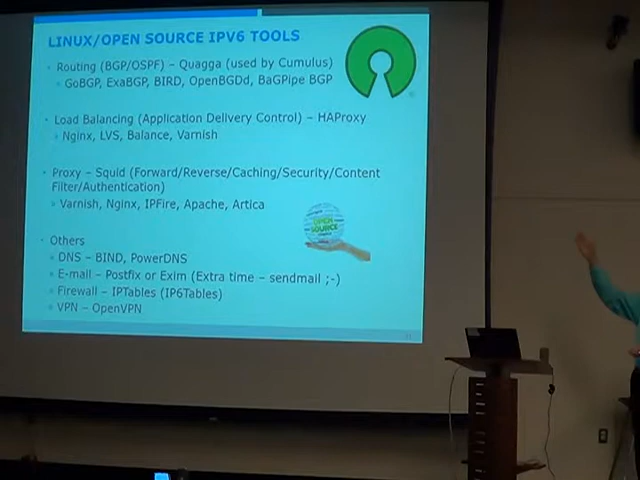 LINUX/OPEN SOURCE IPV6 TOOLS
Routing (BGP/OSPF) – Quagga (used by Cumulus)
GoBGP, ExaBGP, BIRD, OpenBGDd, BaGPipe BGP
Load Balancing (Application Delivery Control) – HAProxy
Nginx, LVS, Balance, Varnish
Proxy – Squid (Forward/Reverse/Caching/Security/Content
Filter/Authentication)
Varnish, Nginx, IPFire, Apache, Artica
OPEN
SOURCE
Others
DNS – BIND, PowerDNS
E-mail – Postfix or Exim (Extra time – sendmail ;-)
Firewall – IPTables (IP6Tables)
VPN – OpenVPN